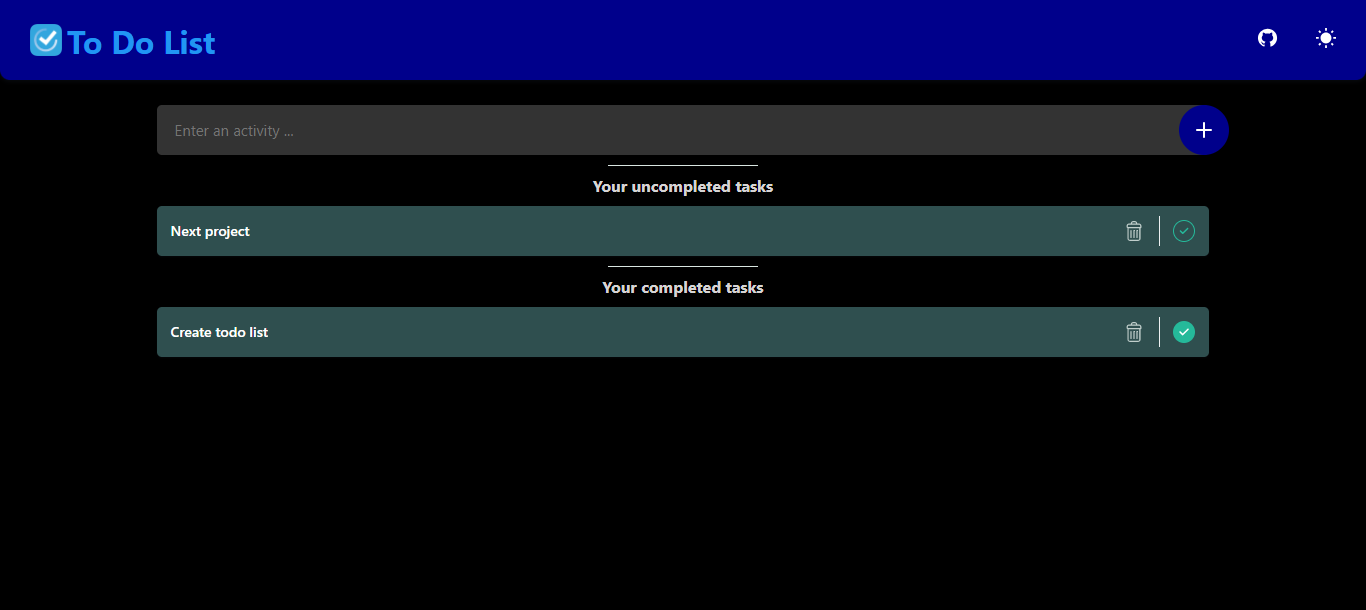 To Do List
Enter an activity ...
Your uncompleted tasks
Next project
Your completed tasks
Create todo list